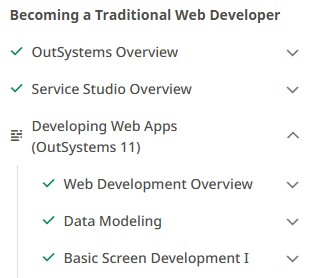 Becoming a Traditional Web Developer
OutSystems Overview
Service Studio Overview
Developing Web Apps
(OutSystems 11)
Web Development Overview
Data Modeling
Basic Screen Development I